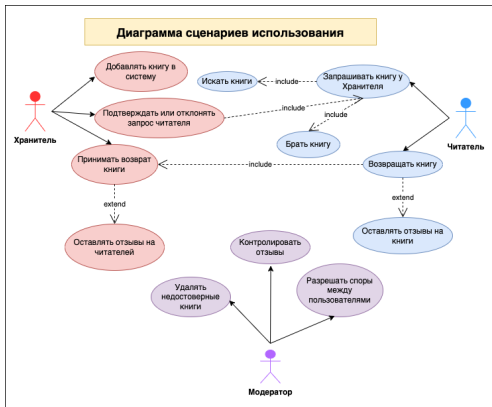 Диаграмма сценариев использования
Добавлять книгу в
систему
Искать книги
include
Запрашивать книгу у
Хранителя
Подтверждать или отклонять
запрос читателя
include
include
Хранитель
Читатель
Брать книгу
Принимать возврат
книги
include
Возвращать книгу
extend
extend
Оставлять отзывы на
читателей
Оставлять отзывы на
книги
Контролировать
отзывы
Удалять
недостоверные
книги
Разрешать споры
между
пользователями
Модератор